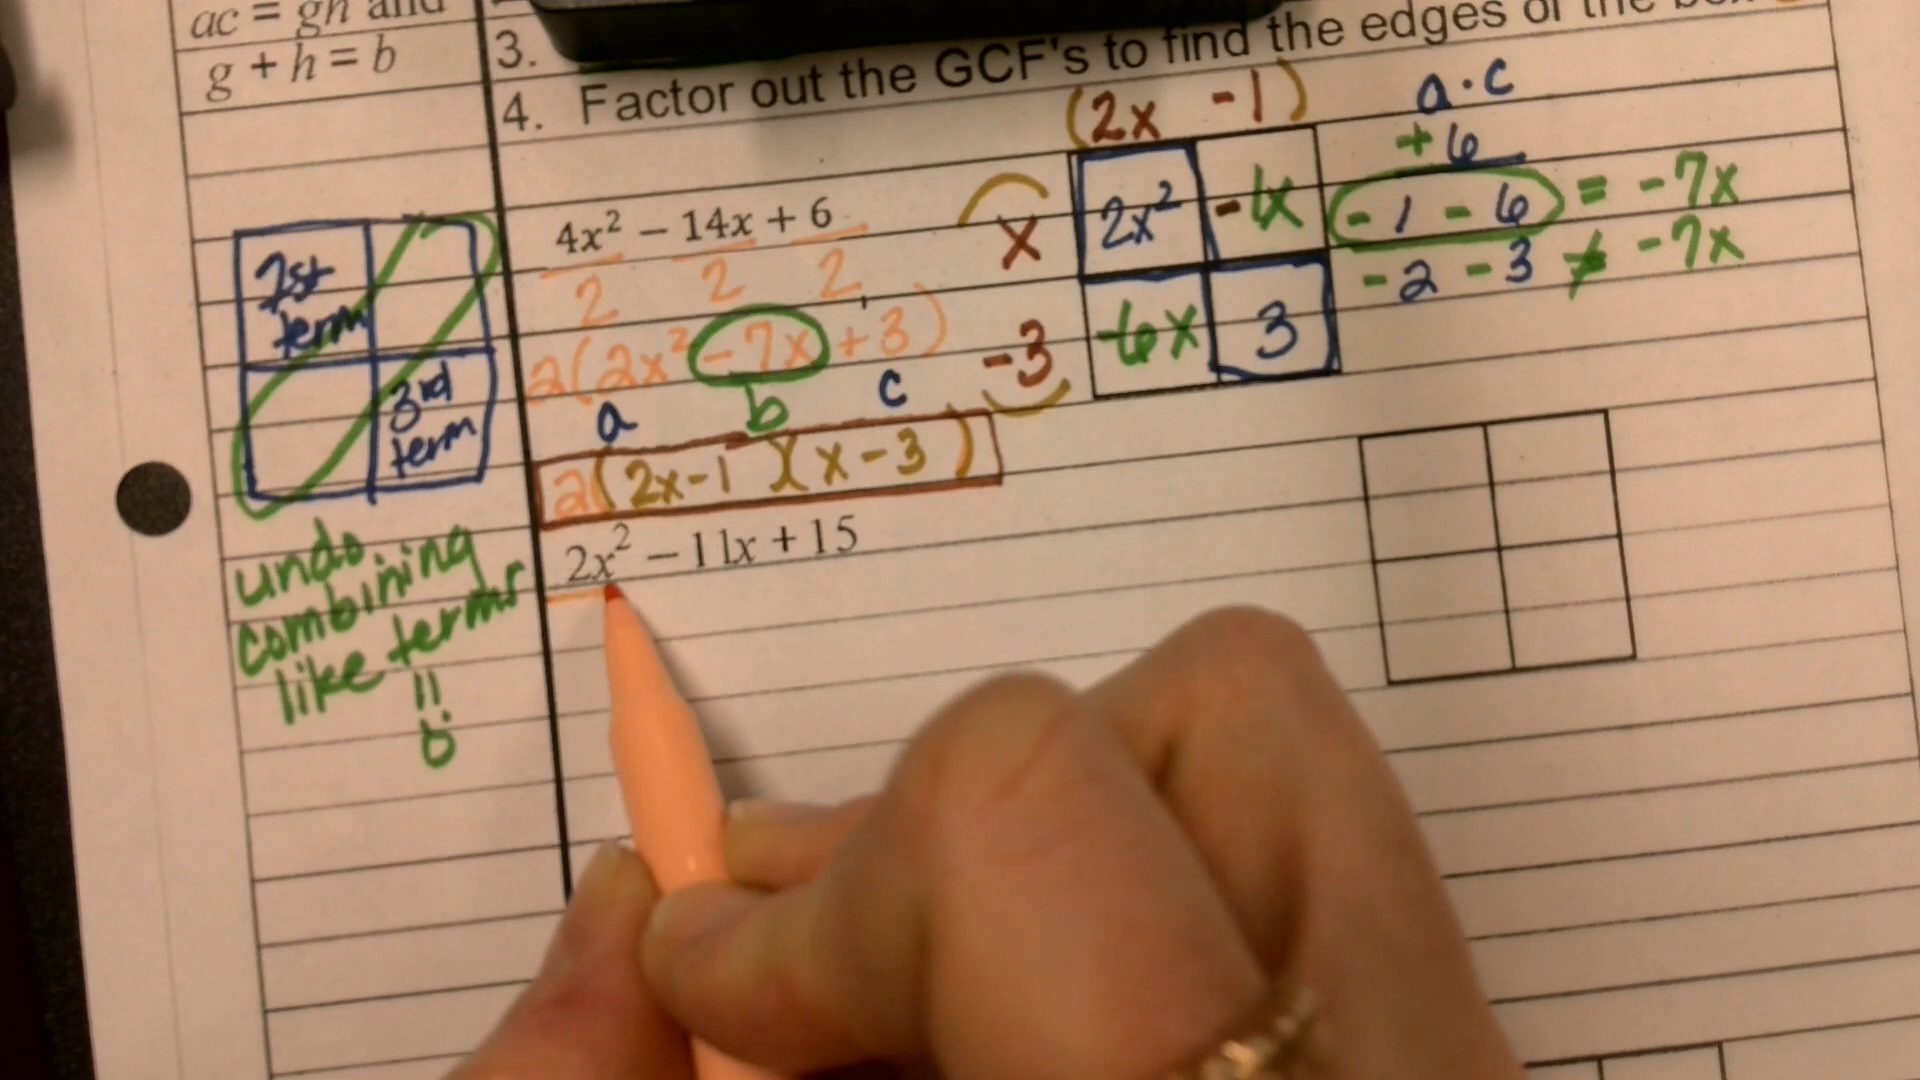 ac = gh and
g + h = b
3.
4. Factor out the GCF's to find the edges of the
(2x -1)
a·c
+6
4x² − 14x + 6
2 2 2
x
2x² -1x
-1 -6 = -7x
-2 -3 ≠ -7x
-6x 3
-3
2(2x² -7x +3)
a b c
2(2x-1)(x-3)
1st term
3rd term
undo
combining
like terms
=
b
2x² − 11x + 15